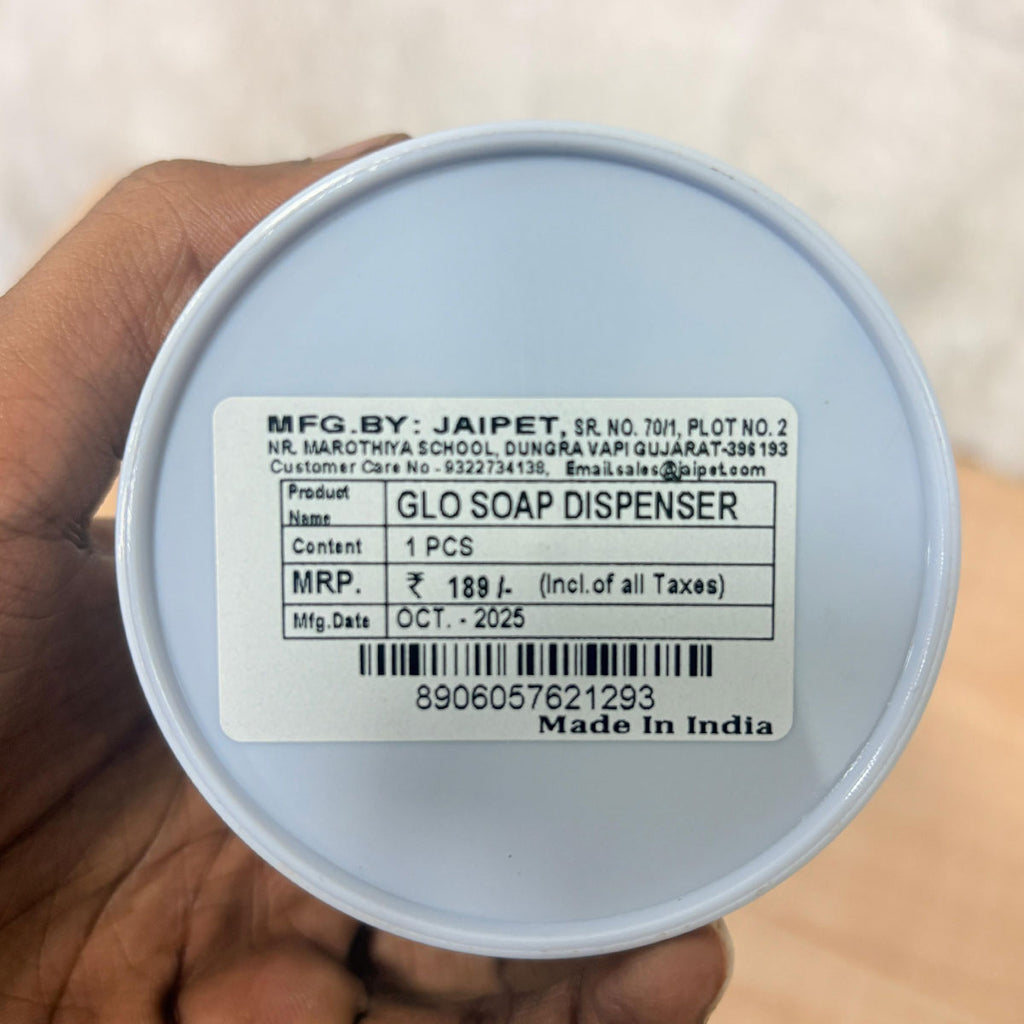 MFG.BY: JAIPET, SR. NO. 70/1, PLOT NO. 2
NR. MAROTHIYA SCHOOL, DUNGRA VAPI GUJARAT-396193
Customer Care No - 9322734138, Email.sales@jaipet.com
Product Name GLO SOAP DISPENSER
Content 1 PCS
MRP. ₹ 189/- (Incl.of all Taxes)
Mfg.Date OCT. - 2025
8906057621293
Made In India